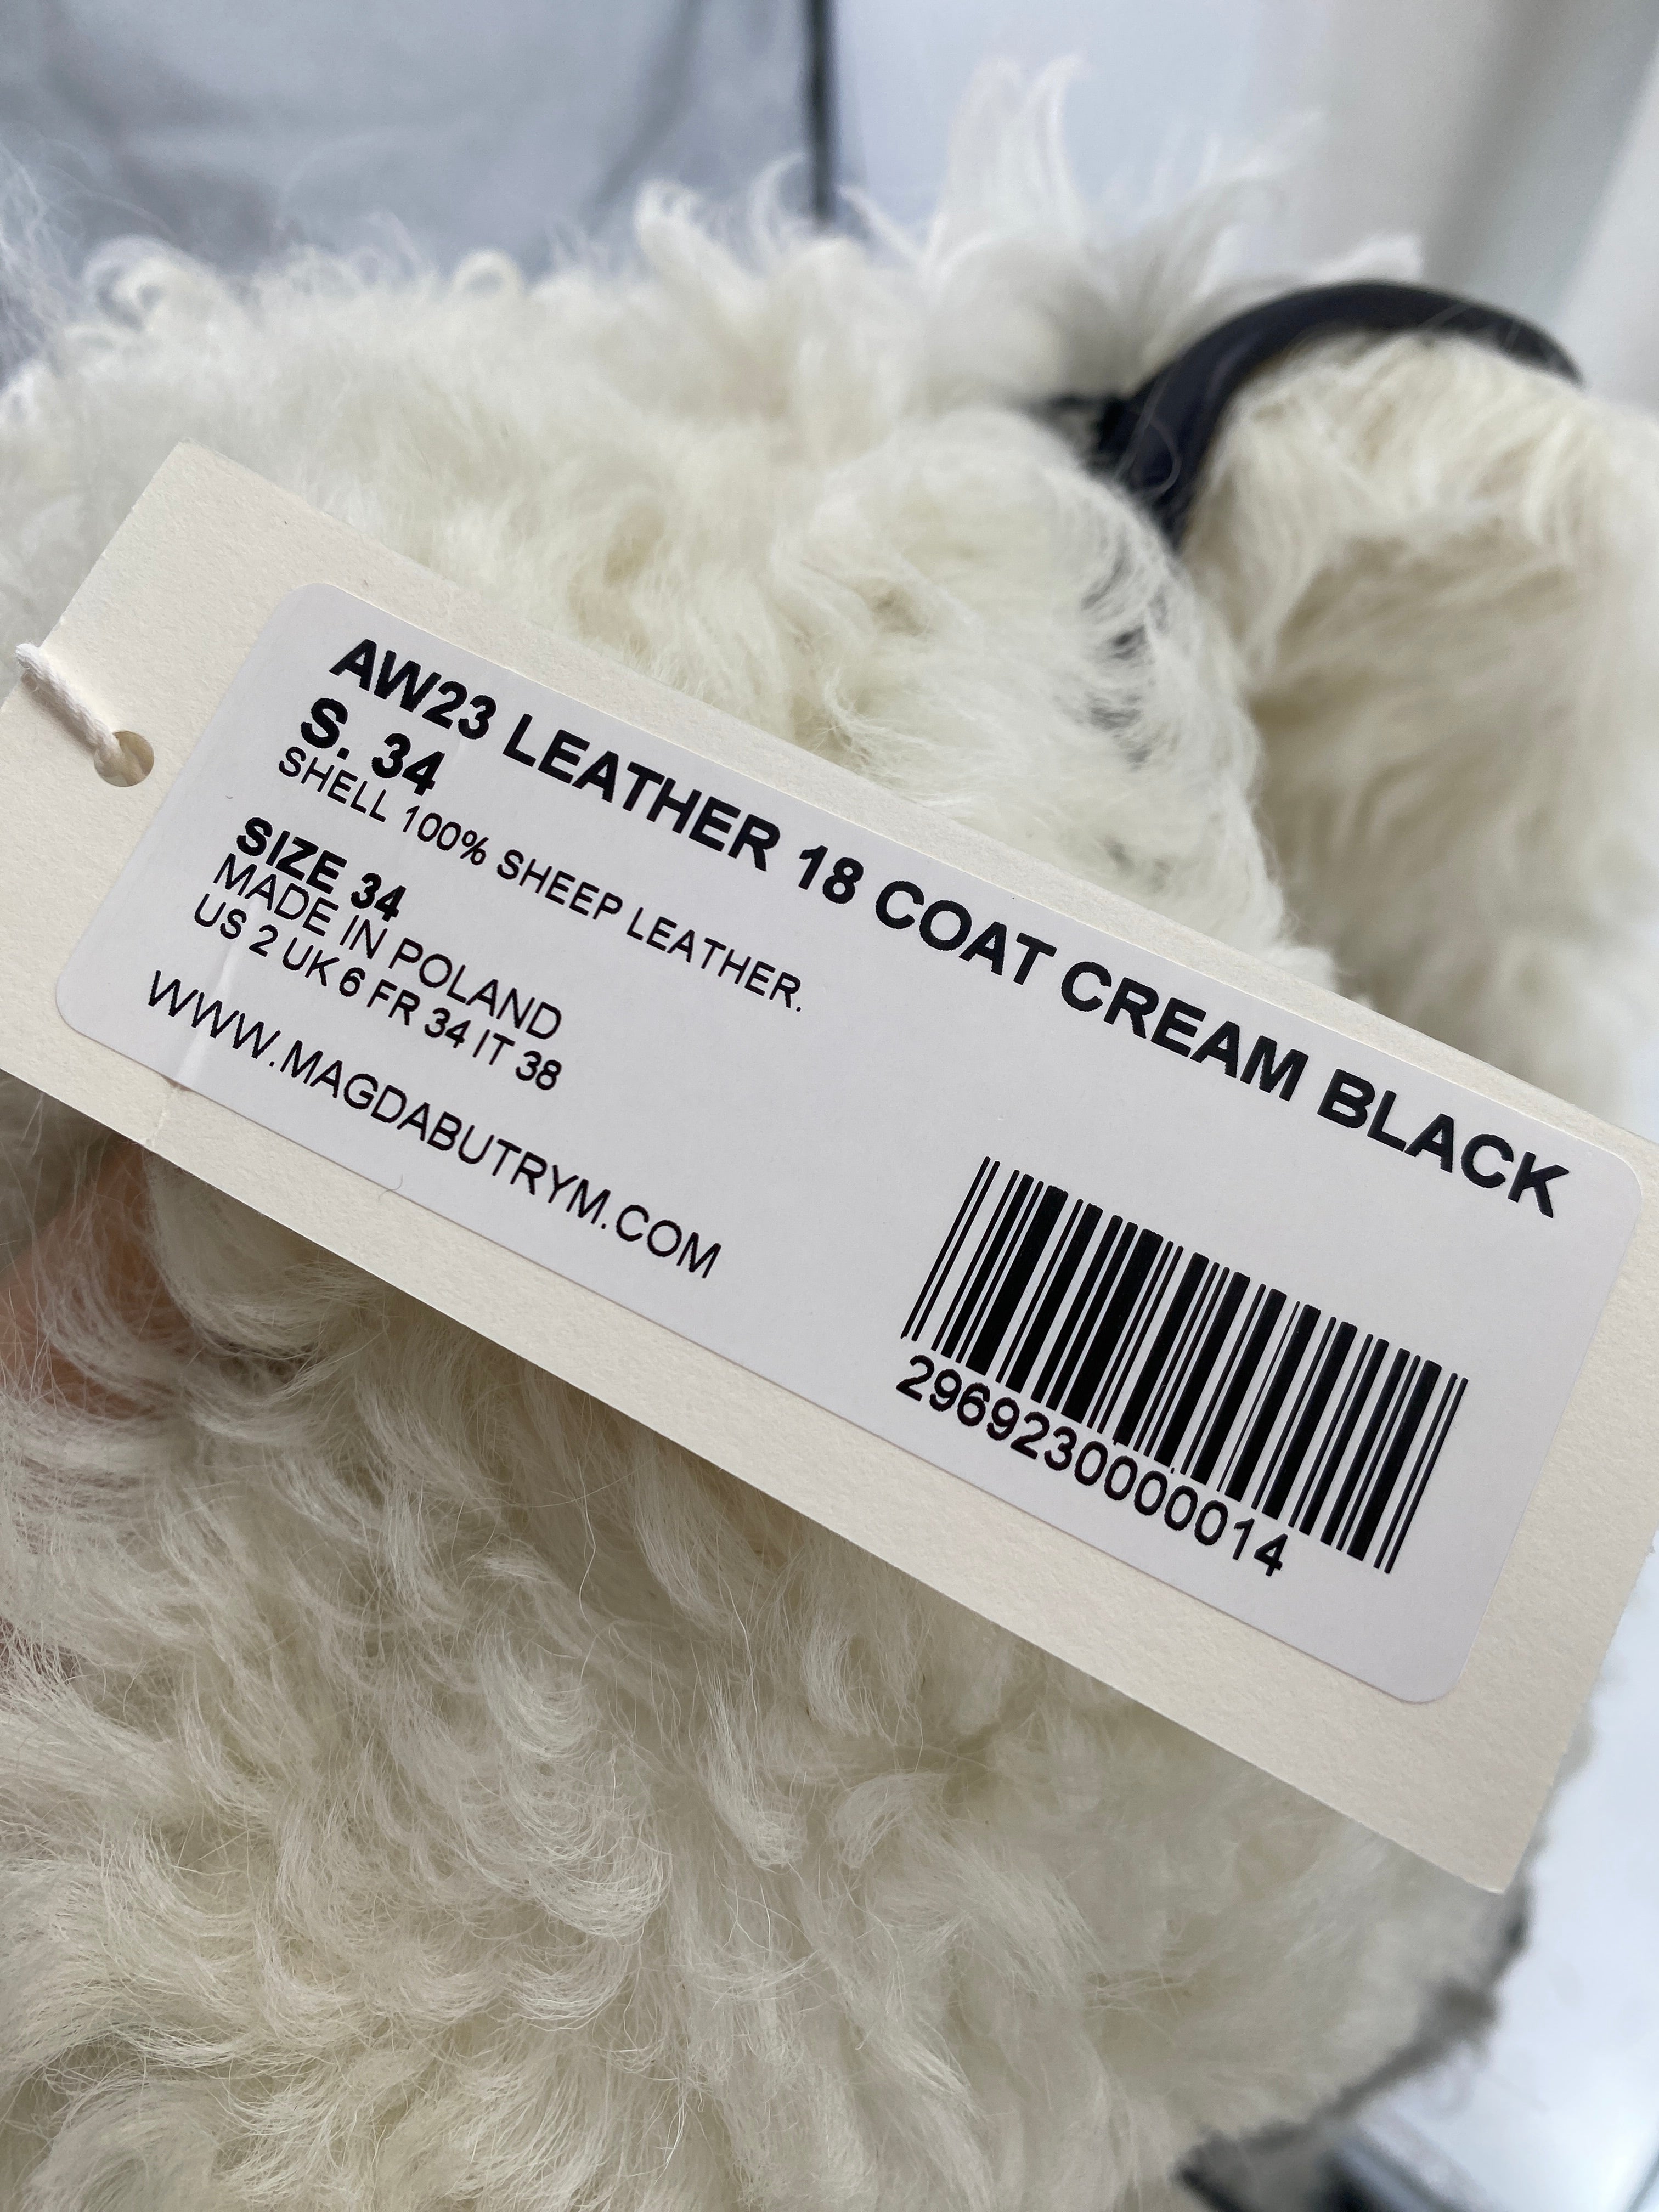 AW23 LEATHER 18 COAT CREAM BLACK
S. 34
SHELL 100% SHEEP LEATHER.
SIZE 34
MADE IN POLAND
US 2 UK 6 FR 34 IT 38
WWW.MAGDABUTRYM.COM
2969230000014